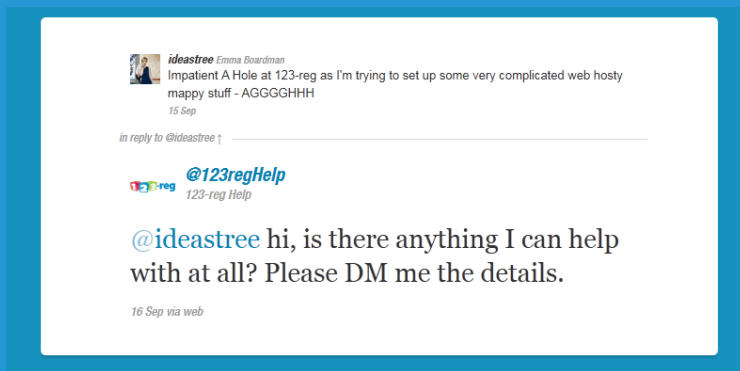 ideastree Emma Boardman
Impatient A Hole at 123-reg as I'm trying to set up some very complicated web hosty
mappy stuff - AGGGGHHH
15 Sep
in reply to @ideastree ↑
123-reg
@123regHelp
123-reg Help
@ideastree hi, is there anything I can help
with at all? Please DM me the details.
16 Sep via web